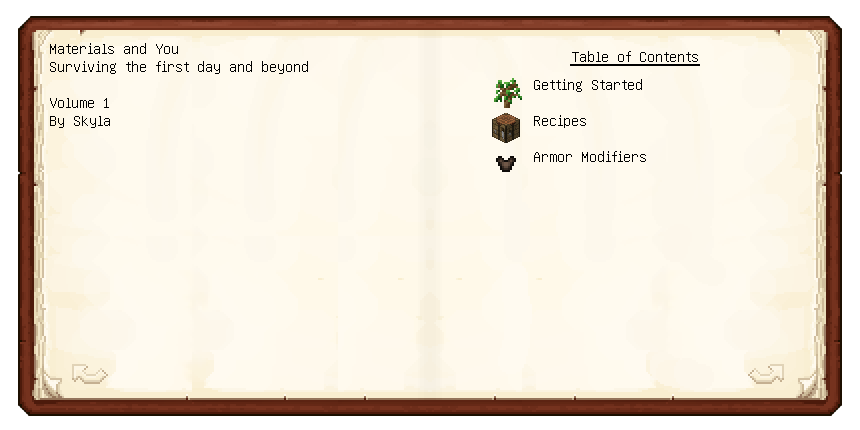 Materials and You
Surviving the first day and beyond
Volume 1
By Skyla
Table of Contents
Getting Started
Recipes
Armor Modifiers